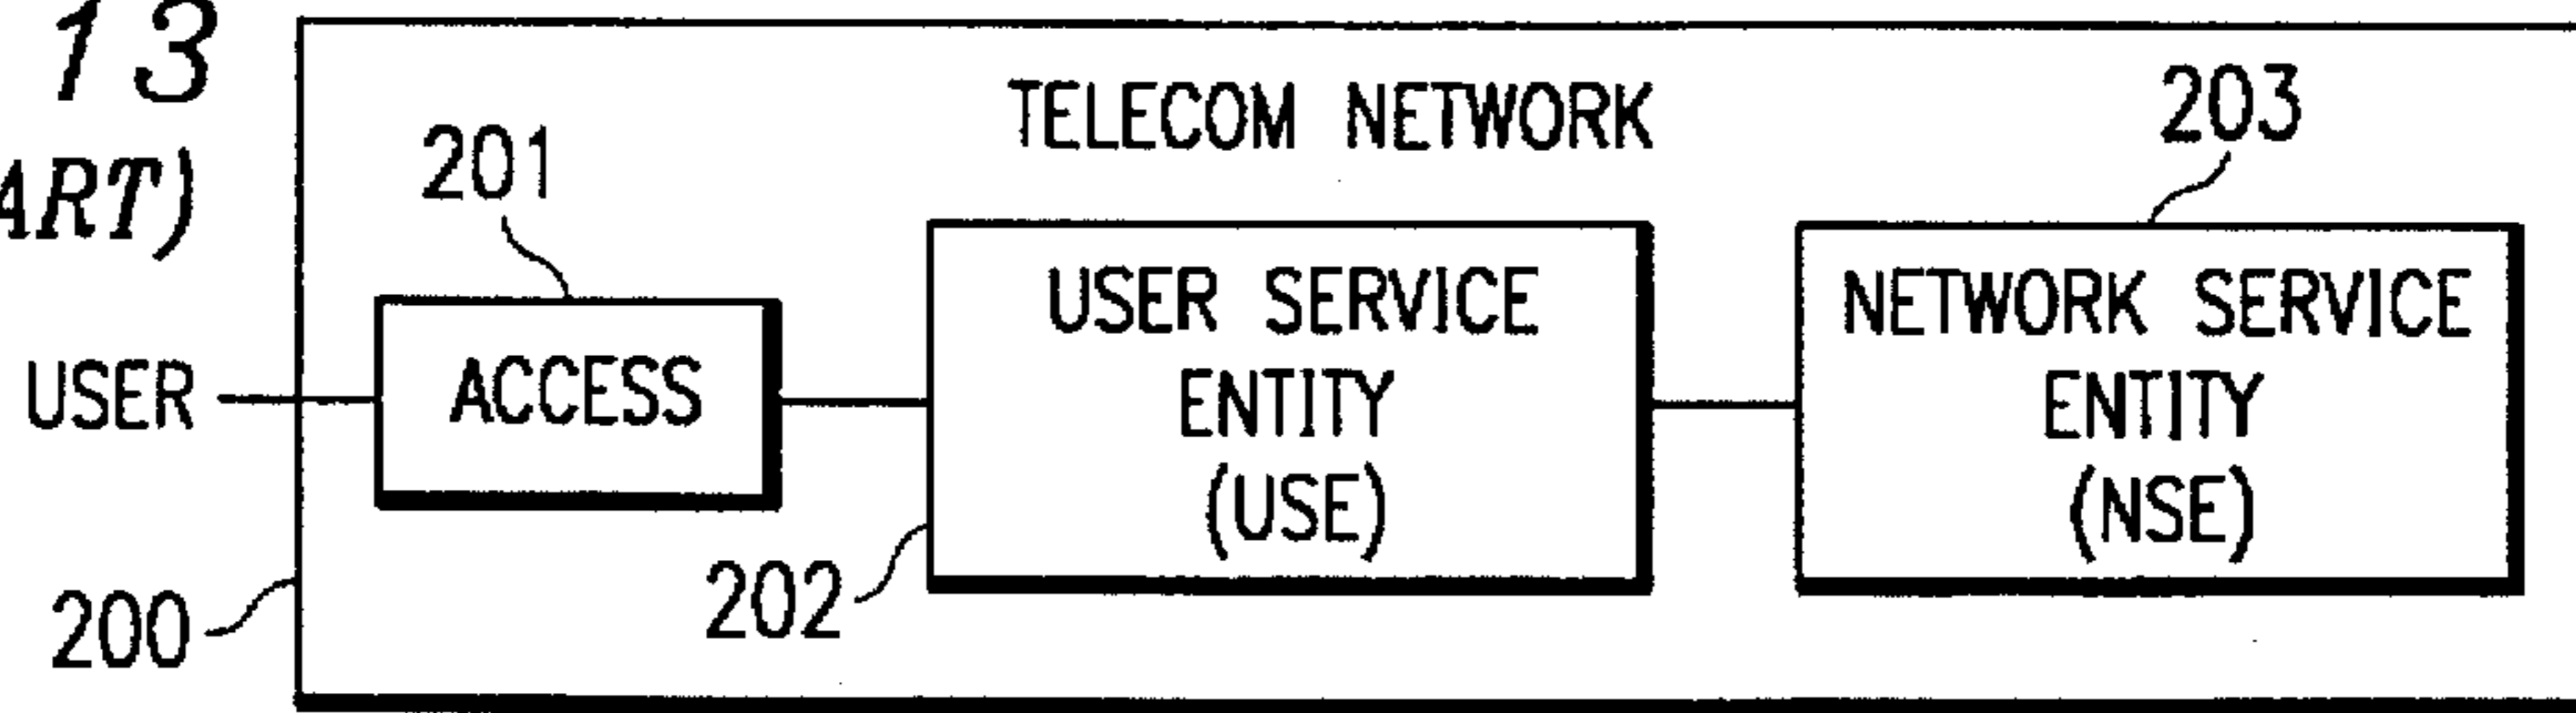 13
ART)
TELECOM NETWORK
201
203
USER
ACCESS
USER SERVICE
ENTITY
(USE)
NETWORK SERVICE
ENTITY
(NSE)
200
202